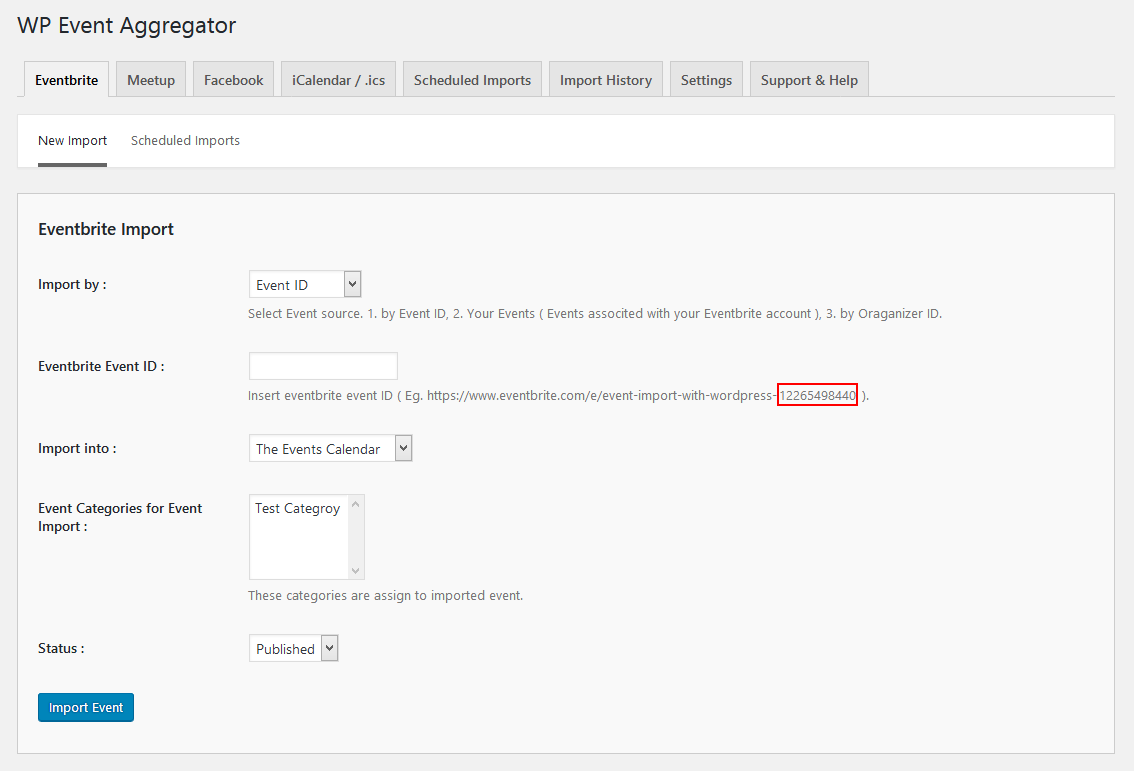 WP Event Aggregator
Eventbrite Meetup Facebook iCalendar / .ics Scheduled Imports Import History Settings Support & Help
New Import Scheduled Imports
Eventbrite Import
Import by : Event ID
Select Event source. 1. by Event ID, 2. Your Events ( Events associted with your Eventbrite account ), 3. by Oraganizer ID.
Eventbrite Event ID :
Insert eventbrite event ID ( Eg. https://www.eventbrite.com/e/event-import-with-wordpress-12265498440 ).
Import into : The Events Calendar
Event Categories for Event Test Categroy
Import :
These categories are assign to imported event.
Status : Published
Import Event